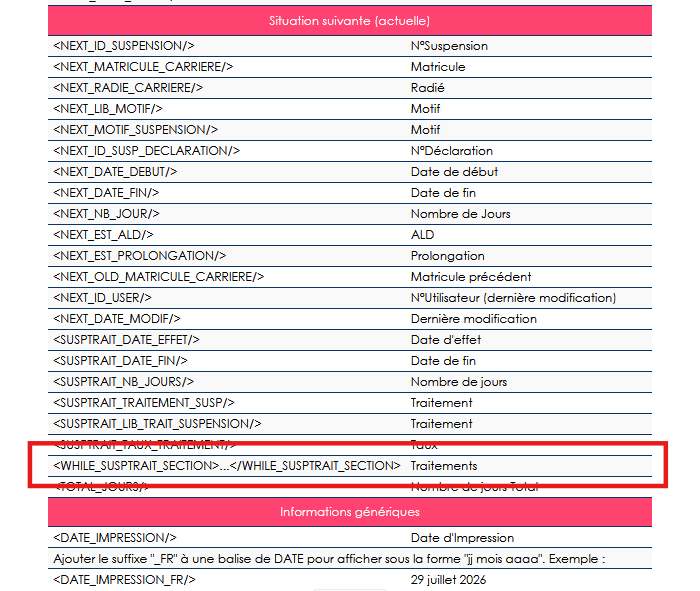 Situation suivante (actuelle)
<NEXT_ID_SUSPENSION/> N°Suspension
<NEXT_MATRICULE_CARRIERE/> Matricule
<NEXT_RADIE_CARRIERE/> Radié
<NEXT_LIB_MOTIF/> Motif
<NEXT_MOTIF_SUSPENSION/> Motif
<NEXT_ID_SUSP_DECLARATION/> N°Déclaration
<NEXT_DATE_DEBUT/> Date de début
<NEXT_DATE_FIN/> Date de fin
<NEXT_NB_JOUR/> Nombre de Jours
<NEXT_EST_ALD/> ALD
<NEXT_EST_PROLONGATION/> Prolongation
<NEXT_OLD_MATRICULE_CARRIERE/> Matricule précédent
<NEXT_ID_USER/> N°Utilisateur (dernière modification)
<NEXT_DATE_MODIF/> Dernière modification
<SUSPTRAIT_DATE_EFFET/> Date d'effet
<SUSPTRAIT_DATE_FIN/> Date de fin
<SUSPTRAIT_NB_JOURS/> Nombre de jours
<SUSPTRAIT_TRAITEMENT_SUSP/> Traitement
<SUSPTRAIT_LIB_TRAIT_SUSPENSION/> Traitement
<SUSPTRAIT_TAUX_TRAITEMENT/> Taux
<WHILE_SUSPTRAIT_SECTION>...</WHILE_SUSPTRAIT_SECTION> Traitements
<TOTAL_JOURS/> Nombre de jours Total
Informations génériques
<DATE_IMPRESSION/> Date d'Impression
Ajouter le suffixe "_FR" à une balise de DATE pour afficher sous la forme "jj mois aaaa". Exemple :
<DATE_IMPRESSION_FR/> 29 juillet 2026